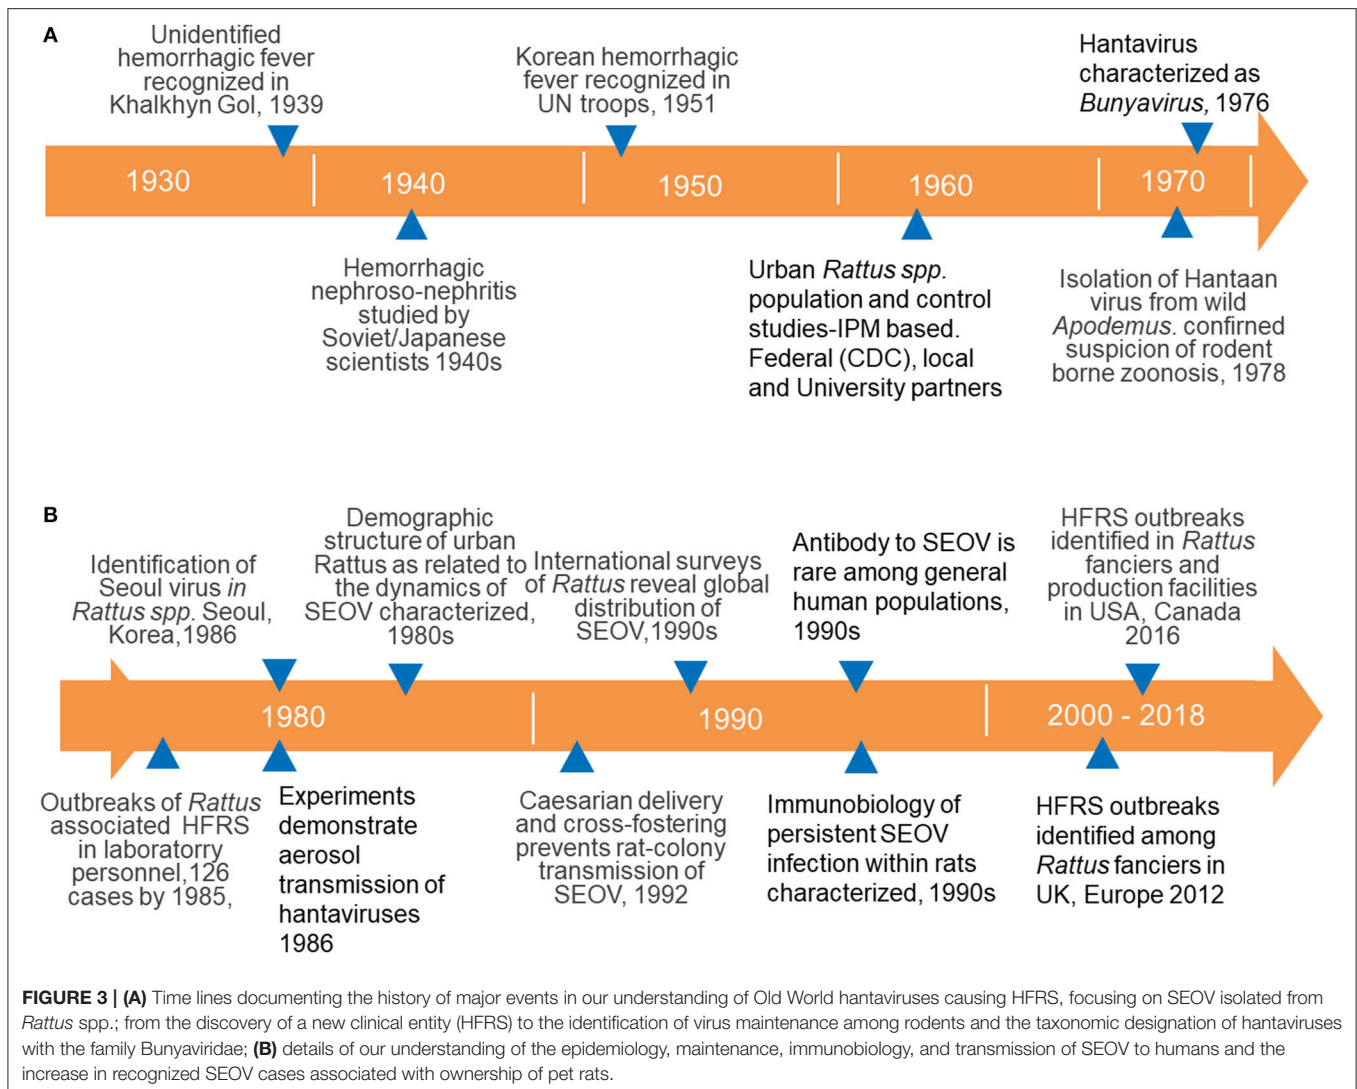 A
Unidentified
hemorrhagic fever
recognized in
Khalkhyn Gol, 1939
Korean hemorrhagic
fever recognized in
UN troops, 1951
Hantavirus
characterized as
Bunyavirus, 1976
1930
1940
1950
1960
1970
Hemorrhagic
nephroso-nephritis
studied by
Soviet/Japanese
scientists 1940s
Urban Rattus spp.
population and control
studies-IPM based.
Federal (CDC), local
and University partners
Isolation of Hantaan
virus from wild
Apodemus. confirmed
suspicion of rodent
borne zoonosis, 1978
B
Identification of
Seoul virus in
Rattus spp. Seoul,
Korea,1986
Demographic
structure of urban
Rattus as related to
the dynamics of
SEOV characterized,
1980s
International surveys
of Rattus reveal global
distribution of
SEOV,1990s
Antibody to SEOV is
rare among general
human populations,
1990s
HFRS outbreaks
identified in Rattus
fanciers and
production facilities
in USA, Canada
2016
1980
1990
2000 - 2018
Outbreaks of Rattus
associated HFRS
in laboratorry
personnel,126
cases by 1985,
Experiments
demonstrate
aerosol
transmission of
hantaviruses
1986
Caesarian delivery
and cross-fostering
prevents rat-colony
transmission of
SEOV, 1992
Immunobiology of
persistent SEOV
infection within rats
characterized, 1990s
HFRS outbreaks
identified among
Rattus fanciers in
UK, Europe 2012
FIGURE 3 | (A) Time lines documenting the history of major events in our understanding of Old World hantaviruses causing HFRS, focusing on SEOV isolated from
Rattus spp.; from the discovery of a new clinical entity (HFRS) to the identification of virus maintenance among rodents and the taxonomic designation of hantaviruses
with the family Bunyaviridae; (B) details of our understanding of the epidemiology, maintenance, immunobiology, and transmission of SEOV to humans and the
increase in recognized SEOV cases associated with ownership of pet rats.